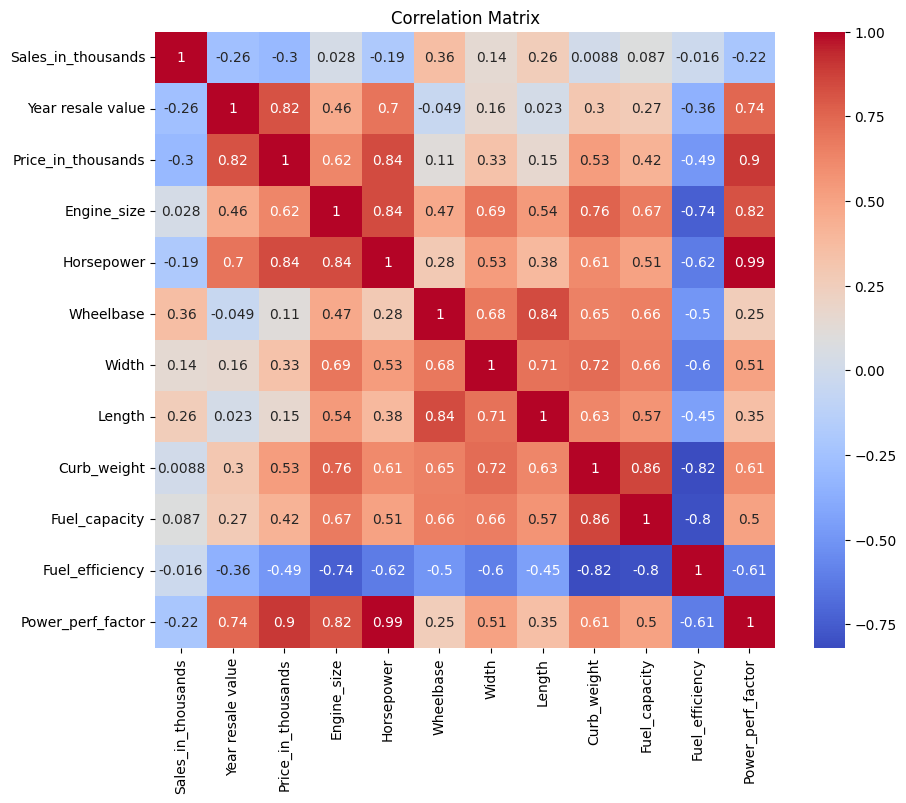 Correlation Matrix
Sales_in_thousands 1 -0.26 -0.3 0.028 -0.19 0.36 0.14 0.26 0.0088 0.087 -0.016 -0.22
Year resale value -0.26 1 0.82 0.46 0.7 -0.049 0.16 0.023 0.3 0.27 -0.36 0.74
Price_in_thousands -0.3 0.82 1 0.62 0.84 0.11 0.33 0.15 0.53 0.42 -0.49 0.9
Engine_size 0.028 0.46 0.62 1 0.84 0.47 0.69 0.54 0.76 0.67 -0.74 0.82
Horsepower -0.19 0.7 0.84 0.84 1 0.28 0.53 0.38 0.61 0.51 -0.62 0.99
Wheelbase 0.36 -0.049 0.11 0.47 0.28 1 0.68 0.84 0.65 0.66 -0.5 0.25
Width 0.14 0.16 0.33 0.69 0.53 0.68 1 0.71 0.72 0.66 -0.6 0.51
Length 0.26 0.023 0.15 0.54 0.38 0.84 0.71 1 0.63 0.57 -0.45 0.35
Curb_weight 0.0088 0.3 0.53 0.76 0.61 0.65 0.72 0.63 1 0.86 -0.82 0.61
Fuel_capacity 0.087 0.27 0.42 0.67 0.51 0.66 0.66 0.57 0.86 1 -0.8 0.5
Fuel_efficiency -0.016 -0.36 -0.49 -0.74 -0.62 -0.5 -0.6 -0.45 -0.82 -0.8 1 -0.61
Power_perf_factor -0.22 0.74 0.9 0.82 0.99 0.25 0.51 0.35 0.61 0.5 -0.61 1
Sales_in_thousands
Year resale value
Price_in_thousands
Engine_size
Horsepower
Wheelbase
Width
Length
Curb_weight
Fuel_capacity
Fuel_efficiency
Power_perf_factor
1.00
0.75
0.50
0.25
0.00
−0.25
−0.50
−0.75